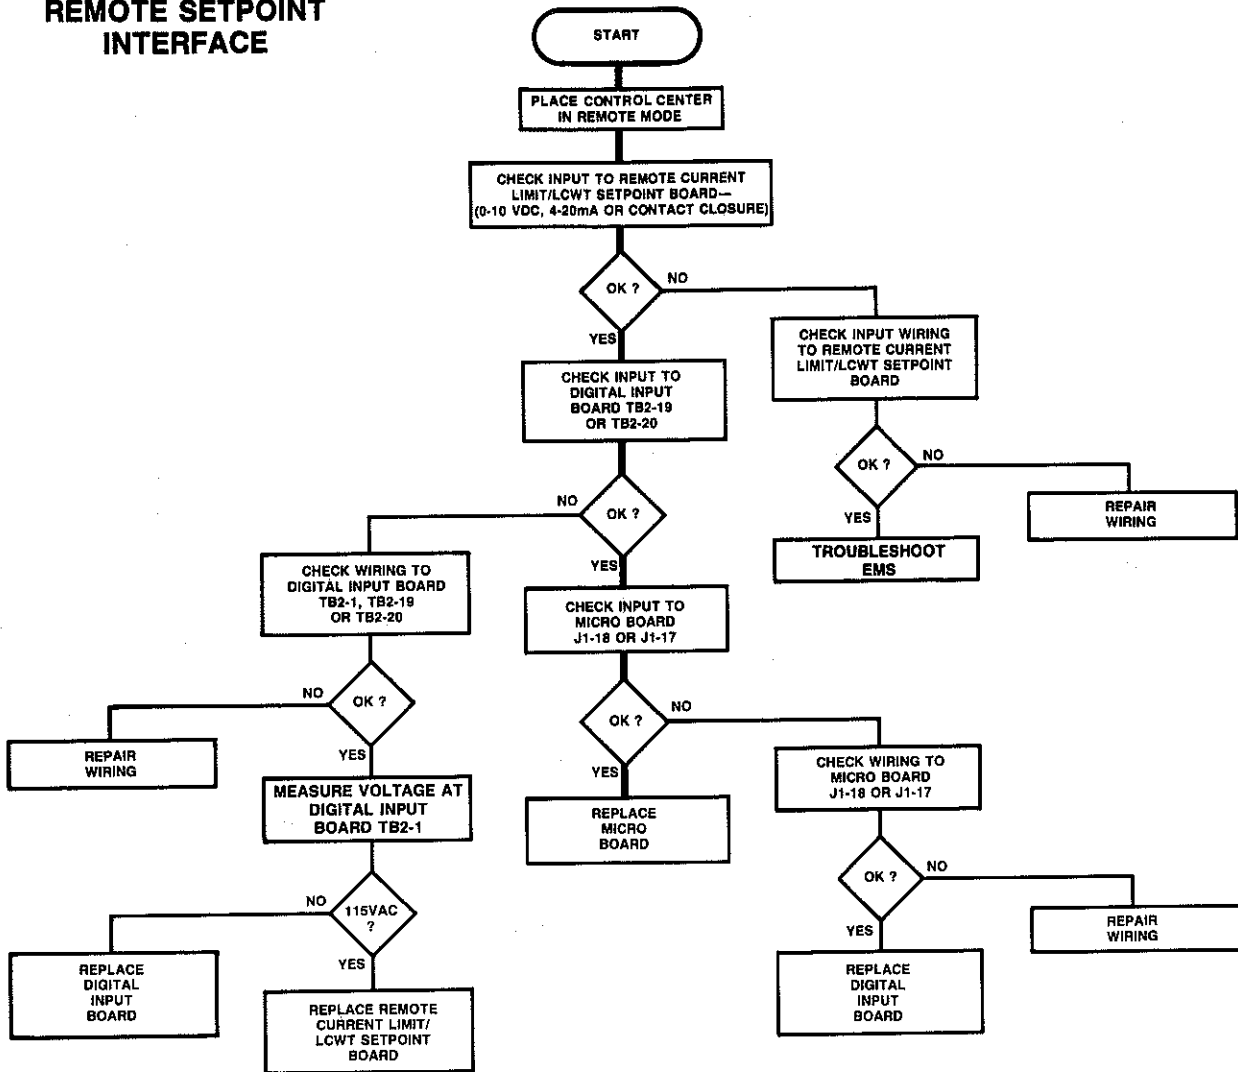 REMOTE SETPOINT
INTERFACE
START
PLACE CONTROL CENTER
IN REMOTE MODE
CHECK INPUT TO REMOTE CURRENT
LIMIT/LCWT SETPOINT BOARD—
(0-10 VDC, 4-20mA OR CONTACT CLOSURE)
OK ?
NO
YES
CHECK INPUT WIRING
TO REMOTE CURRENT
LIMIT/LCWT SETPOINT
BOARD
CHECK INPUT TO
DIGITAL INPUT
BOARD TB2-19
OR TB2-20
OK ?
NO
YES
REPAIR
WIRING
TROUBLESHOOT
EMS
OK ?
NO
YES
CHECK WIRING TO
DIGITAL INPUT BOARD
TB2-1, TB2-19
OR TB2-20
CHECK INPUT TO
MICRO BOARD
J1-18 OR J1-17
OK ?
NO
YES
REPAIR
WIRING
MEASURE VOLTAGE AT
DIGITAL INPUT
BOARD TB2-1
OK ?
NO
YES
REPLACE
MICRO
BOARD
CHECK WIRING TO
MICRO BOARD
J1-18 OR J1-17
115VAC
?
NO
YES
REPLACE
DIGITAL
INPUT
BOARD
REPLACE REMOTE
CURRENT LIMIT/
LCWT SETPOINT
BOARD
OK ?
NO
YES
REPAIR
WIRING
REPLACE
DIGITAL
INPUT
BOARD